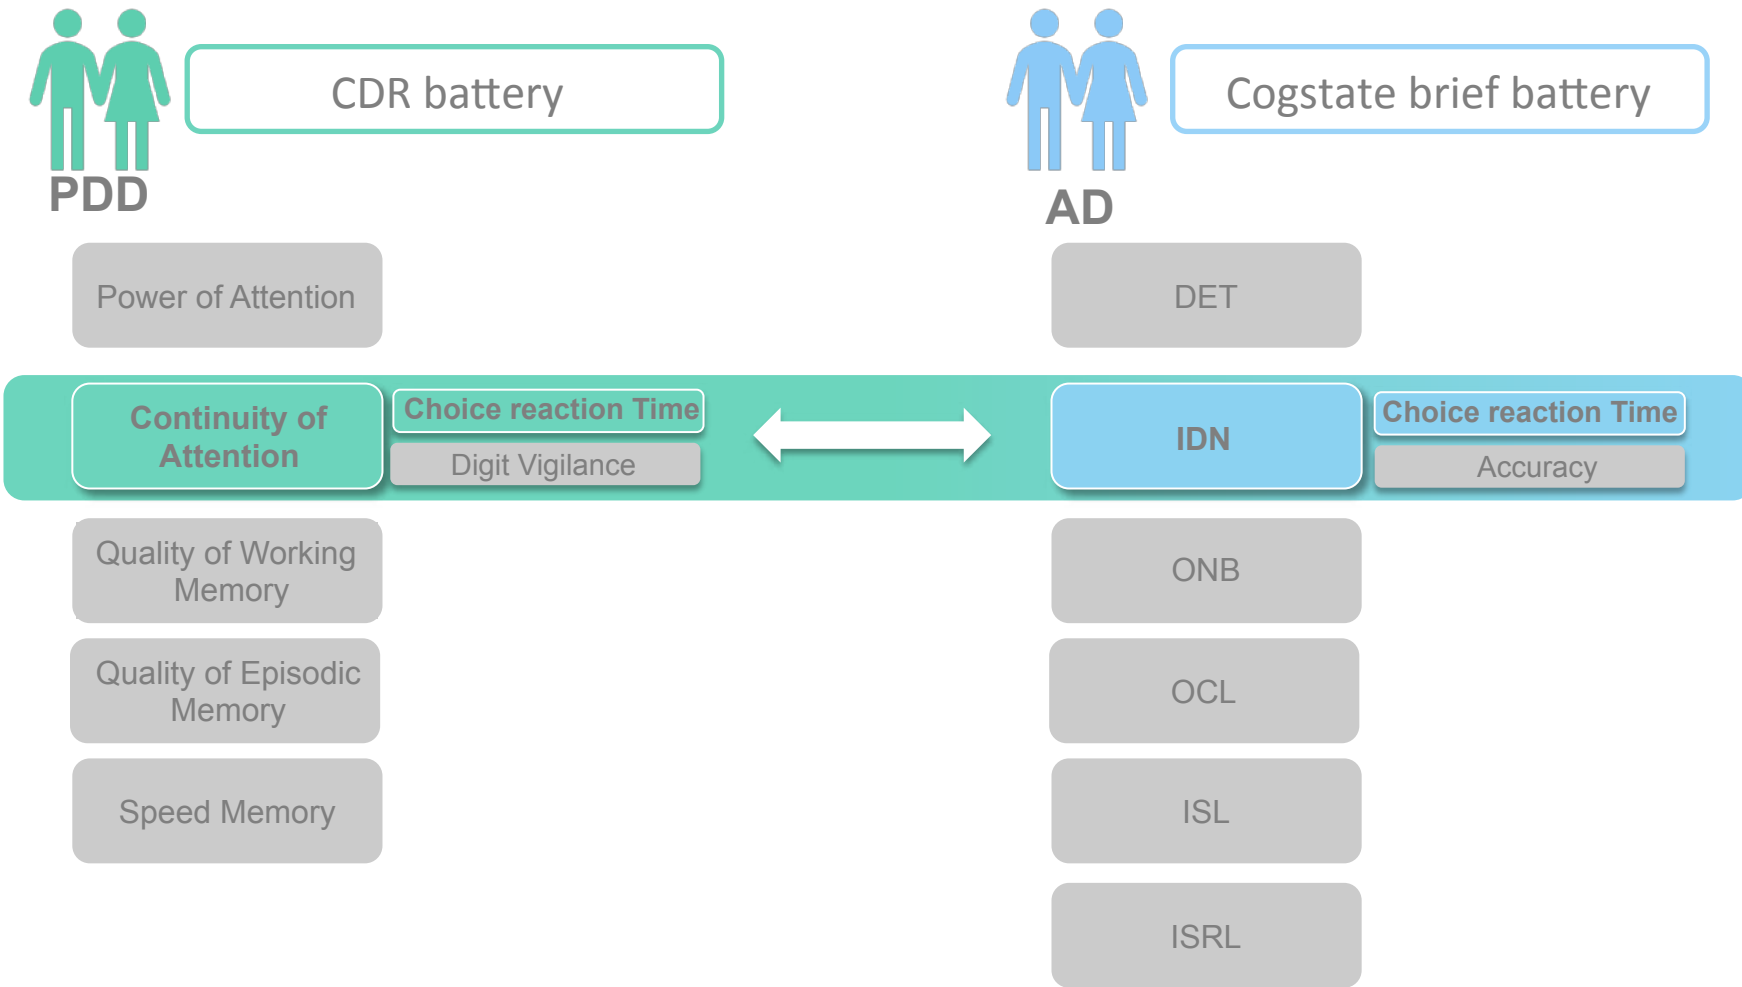 CDR battery
PDD
Power of Attention
Continuity of
Attention
Choice reaction Time
Digit Vigilance
Quality of Working
Memory
Quality of Episodic
Memory
Speed Memory
Cogstate brief battery
AD
DET
IDN
Choice reaction Time
Accuracy
ONB
OCL
ISL
ISRL